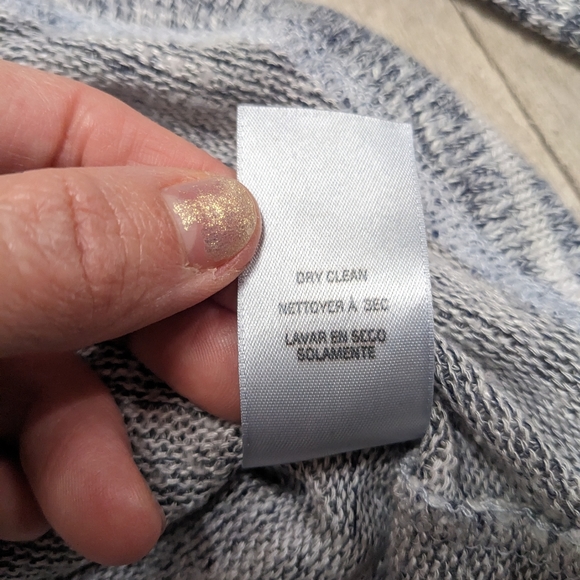 DRY CLEAN
NETTOYER À SEC
LAVAR EN SECO
SOLAMENTE